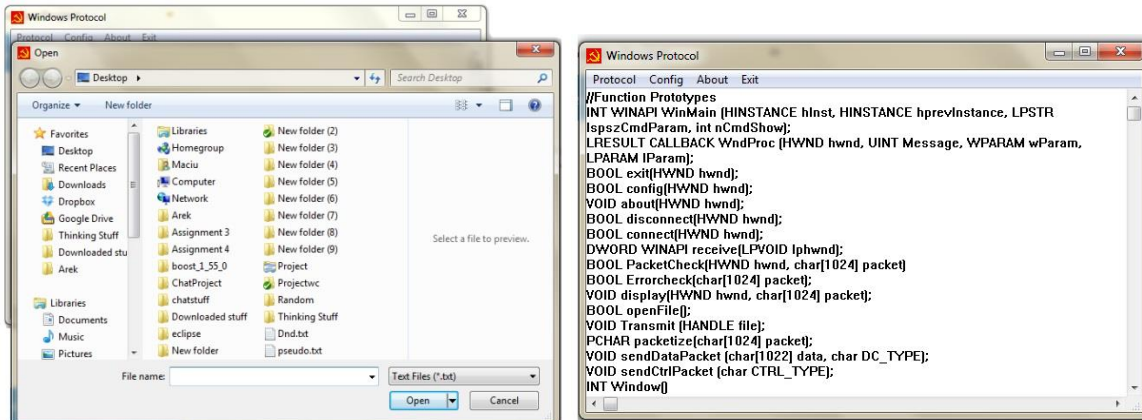 Windows Protocol
Protocol Config About Exit
Open
Desktop
Search Desktop
Organize New folder
Favorites
Desktop
Recent Places
Downloads
Dropbox
Google Drive
Thinking Stuff
Downloaded stu
Arek
Libraries
Documents
Music
Pictures
Libraries
Homegroup
Maciu
Computer
Network
Arek
Assignment 3
Assignment 4
boost_1_55_0
ChatProject
chatstuff
Downloaded stuff
eclipse
New folder
New folder (2)
New folder (3)
New folder (4)
New folder (5)
New folder (6)
New folder (7)
New folder (8)
New folder (9)
Project
Projectwc
Random
Thinking Stuff
Dnd.txt
pseudo.txt
Select a file to preview.
File name:
Text Files (*.txt)
Open
Cancel
Windows Protocol
Protocol Config About Exit
//Function Prototypes
INT WINAPI WinMain (HINSTANCE hInst, HINSTANCE hprevInstance, LPSTR
lspszCmdParam, int nCmdShow);
LRESULT CALLBACK WndProc (HWND hwnd, UINT Message, WPARAM wParam,
LPARAM lParam);
BOOL exit(HWND hwnd);
BOOL config(HWND hwnd);
VOID about(HWND hwnd);
BOOL disconnect(HWND hwnd);
BOOL connect(HWND hwnd);
DWORD WINAPI receive(LPVOID lphwnd);
BOOL PacketCheck(HWND hwnd, char[1024] packet)
BOOL Errorcheck(char[1024] packet);
VOID display(HWND hwnd, char[1024] packet);
BOOL openFile();
VOID Transmit (HANDLE file);
PCHAR packetize(char[1024] packet);
VOID sendDataPacket (char[1022] data, char DC_TYPE);
VOID sendCtrlPacket (char CTRL_TYPE);
INT Window()